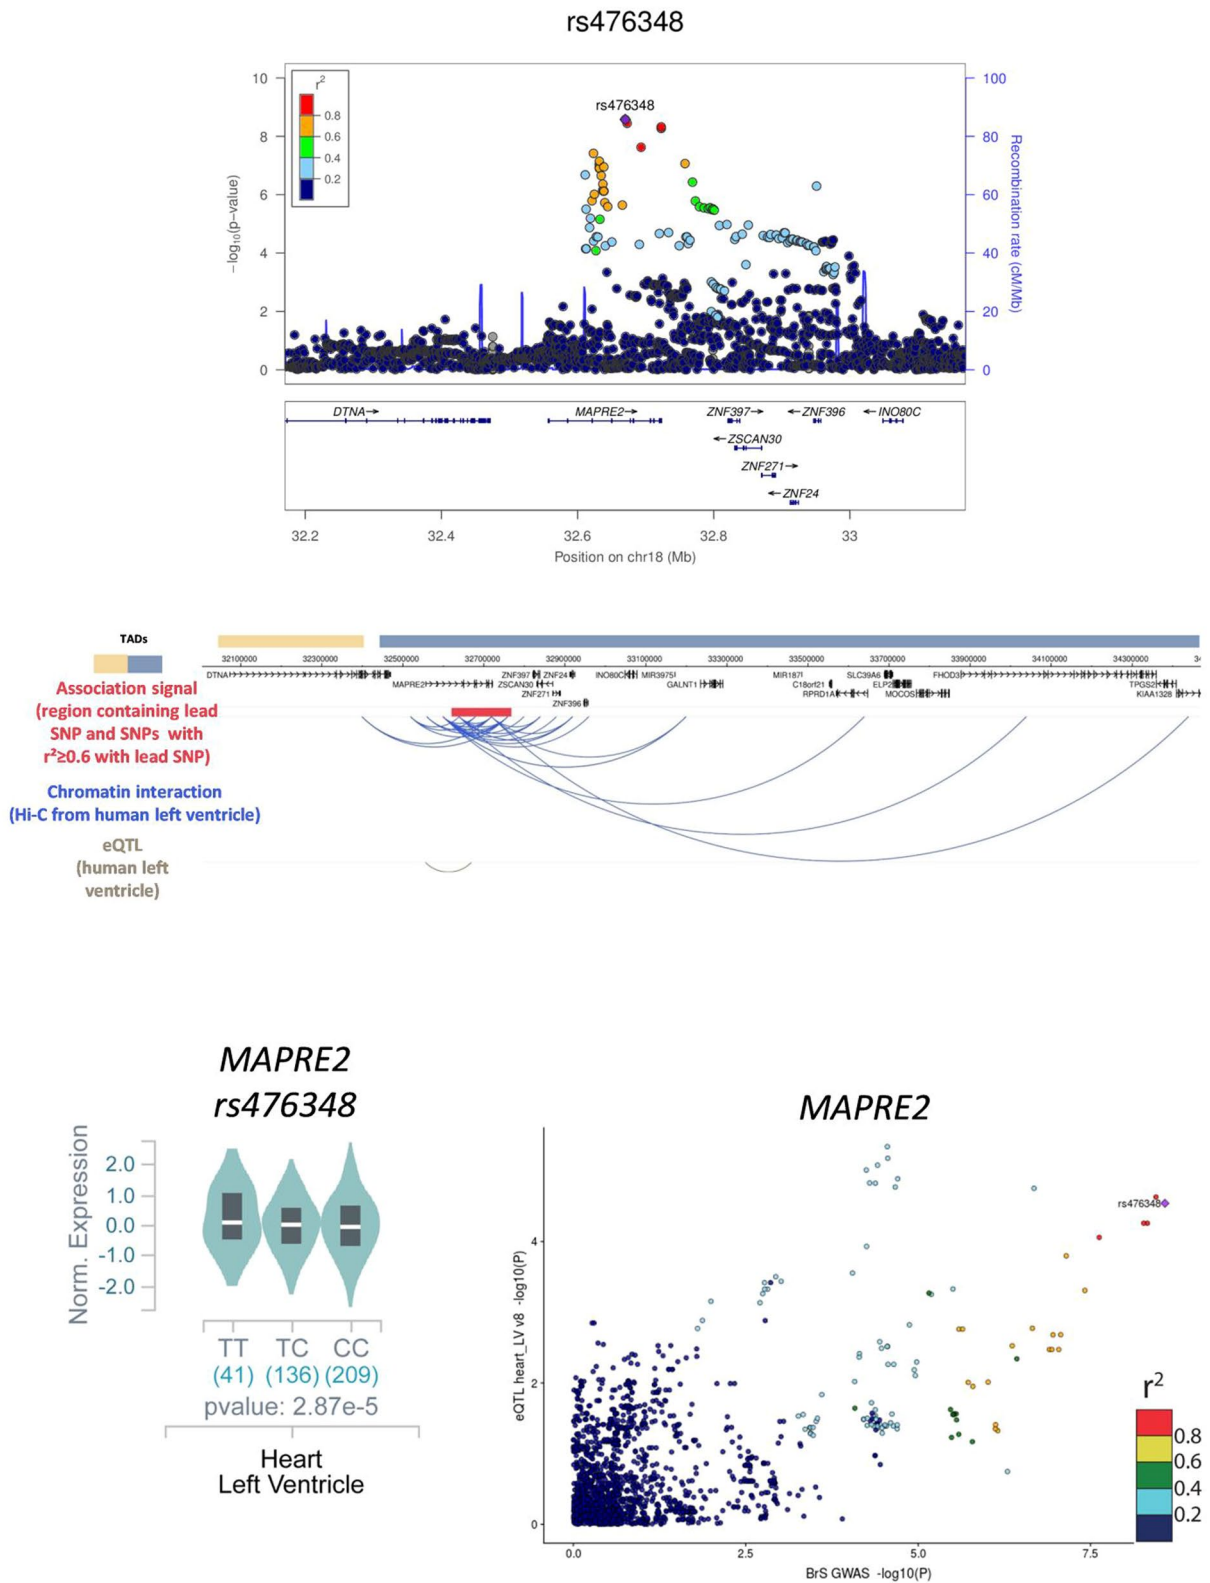 rs476348
r²
0.8
0.6
0.4
0.2
rs476348
10
8
6
4
2
0
−log₁₀(p−value)
100
80
60
40
20
0
Recombination rate (cM/Mb)
DTNA→
MAPRE2→
ZNF397→
←ZNF396
←INO80C
←ZSCAN30
ZNF271→
←ZNF24
32.2 32.4 32.6 32.8 33
Position on chr18 (Mb)
TADs
32100000 32300000 32500000 32700000 32900000 33100000 33300000 33500000 33700000 33900000 34100000 34300000 34
DTNA ZNF397 ZNF24 INO80C MIR3975 MIR187 SLC39A6 FHOD3
MAPRE2 ZSCAN30 GALNT1 C18orf21 ELP2 TPGS2
ZNF271 RPRD1A MOCOS KIAA1328
ZNF396
Association signal
(region containing lead
SNP and SNPs with
r²≥0.6 with lead SNP)
Chromatin interaction
(Hi-C from human left ventricle)
eQTL
(human left
ventricle)
MAPRE2
rs476348
Norm. Expression
2.0
1.0
0.0
-1.0
-2.0
TT TC CC
(41) (136) (209)
pvalue: 2.87e-5
Heart
Left Ventricle
MAPRE2
eQTL heart_LV v8 -log10(P)
4
2
0
rs476348
0.0 2.5 5.0 7.5
BrS GWAS -log10(P)
r²
0.8
0.6
0.4
0.2